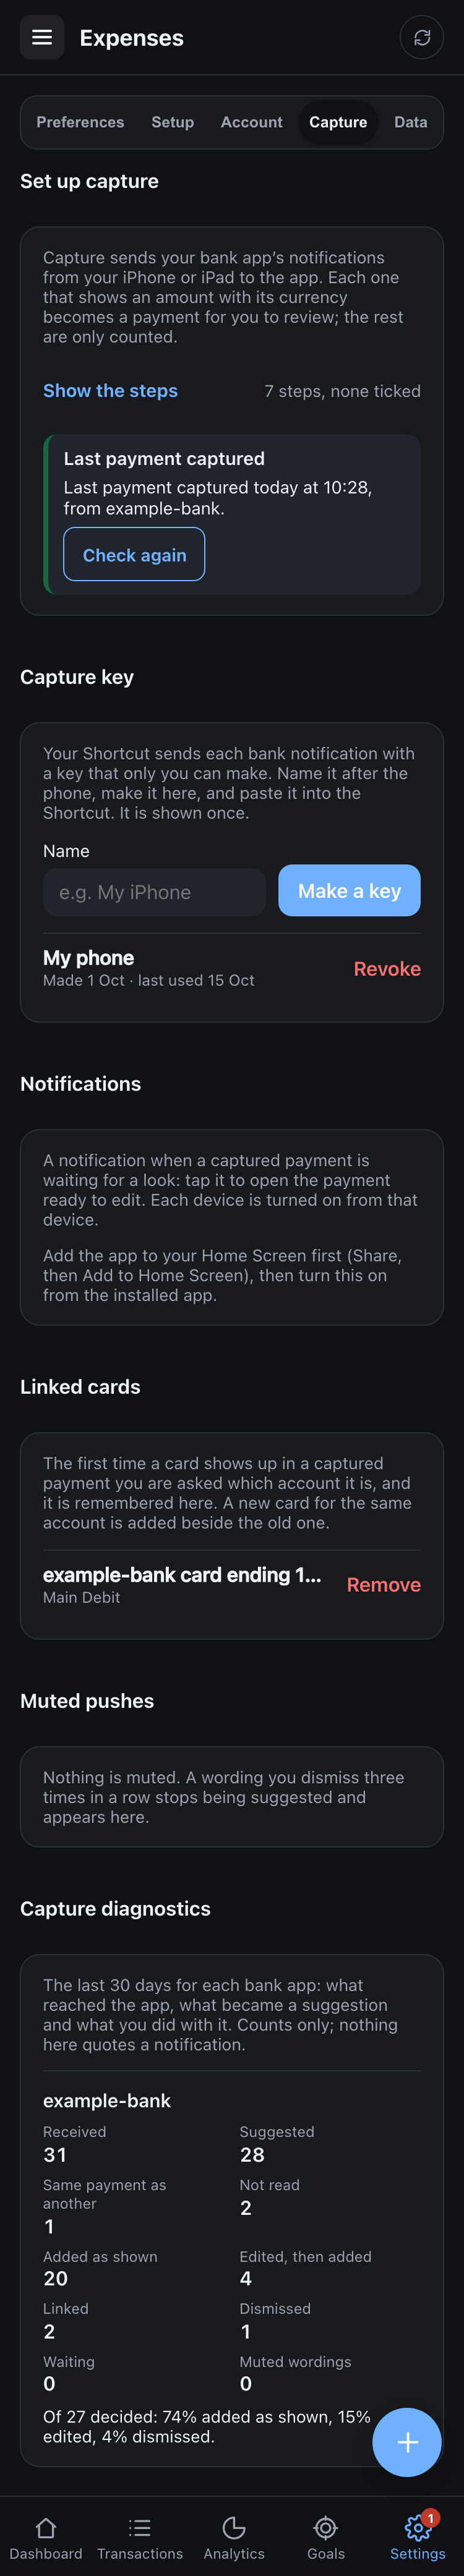 Expenses
Preferences Setup Account Capture Data
Set up capture
Capture sends your bank app's notifications
from your iPhone or iPad to the app. Each one
that shows an amount with its currency
becomes a payment for you to review; the rest
are only counted.
Show the steps 7 steps, none ticked
Last payment captured
Last payment captured today at 10:28,
from example-bank.
Check again
Capture key
Your Shortcut sends each bank notification with
a key that only you can make. Name it after the
phone, make it here, and paste it into the
Shortcut. It is shown once.
Name
e.g. My iPhone Make a key
My phone
Made 1 Oct · last used 15 Oct
Revoke
Notifications
A notification when a captured payment is
waiting for a look: tap it to open the payment
ready to edit. Each device is turned on from that
device.
Add the app to your Home Screen first (Share,
then Add to Home Screen), then turn this on
from the installed app.
Linked cards
The first time a card shows up in a captured
payment you are asked which account it is, and
it is remembered here. A new card for the same
account is added beside the old one.
example-bank card ending 1...
Main Debit
Remove
Muted pushes
Nothing is muted. A wording you dismiss three
times in a row stops being suggested and
appears here.
Capture diagnostics
The last 30 days for each bank app: what
reached the app, what became a suggestion
and what you did with it. Counts only; nothing
here quotes a notification.
example-bank
Received Suggested
31 28
Same payment as
another
1
Not read
2
Added as shown Edited, then added
20 4
Linked Dismissed
2 1
Waiting Muted wordings
0 0
Of 27 decided: 74% added as shown, 15%
edited, 4% dismissed.
1
Dashboard Transactions Analytics Goals Settings